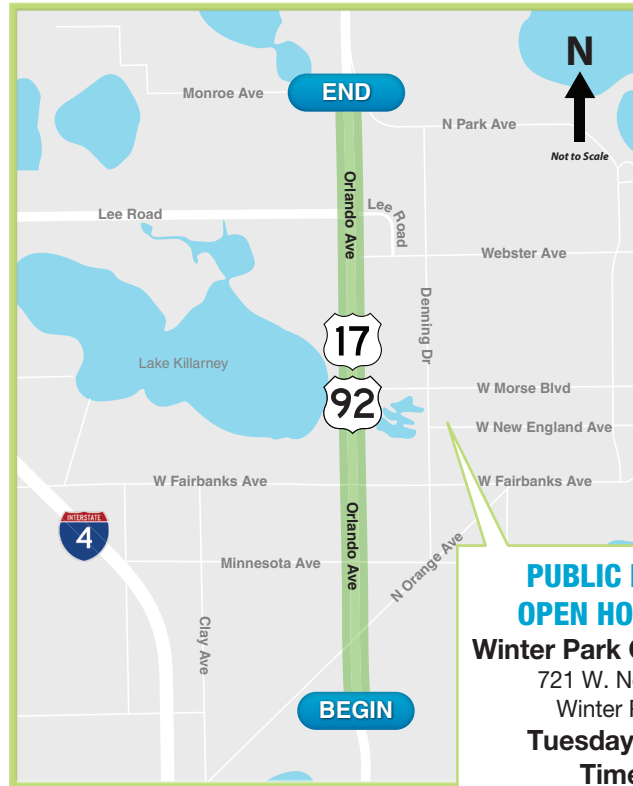 N
Not to Scale
Monroe Ave
END
N Park Ave
Orlando Ave
Lee Road
Lee Road
Webster Ave
Denning Dr
17
Lake Killarney
92
W Morse Blvd
W New England Ave
W Fairbanks Ave
W Fairbanks Ave
INTERSTATE
4
Orlando Ave
Minnesota Ave
N Orange Ave
Clay Ave
BEGIN
PUBLIC
OPEN
Winter Park
721 W.
Winter
Tuesday
Time